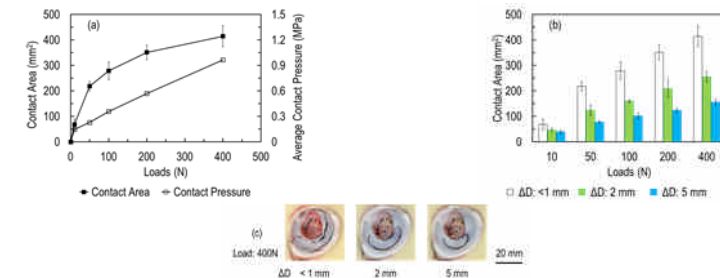 500
400
300
200
100
0
Contact Area (mm²)
(a)
1.5
1.2
0.9
0.6
0.3
0
Average Contact Pressure (MPa)
0 100 200 300 400 500
Loads (N)
Contact Area Contact Pressure
500
400
300
200
100
0
Contact Area (mm²)
(b)
10 50 100 200 400
Loads (N)
ΔD: <1 mm ΔD: 2 mm ΔD: 5 mm
(c)
Load: 400N
20 mm
ΔD < 1 mm 2 mm 5 mm